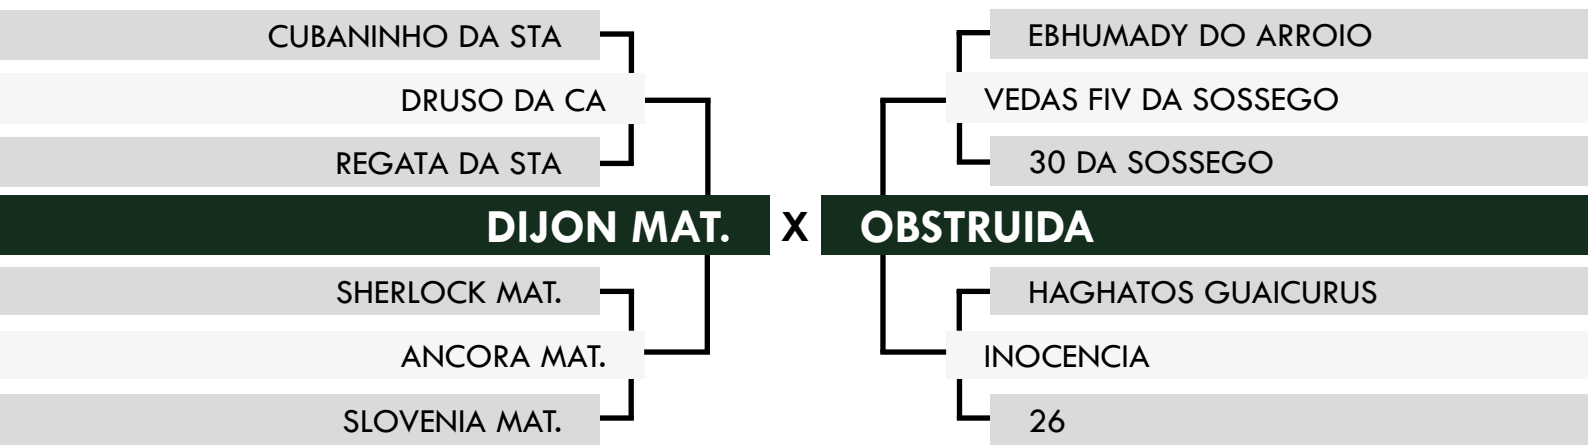 CUBANINHO DA STA
EBHUMADY DO ARROIO
DRUSO DA CA
VEDAS FIV DA SOSSEGO
REGATA DA STA
30 DA SOSSEGO
DIJON MAT. X OBSTRUIDA
SHERLOCK MAT.
HAGHATOS GUAICURUS
ANCORA MAT.
INOCENCIA
SLOVENIA MAT.
26